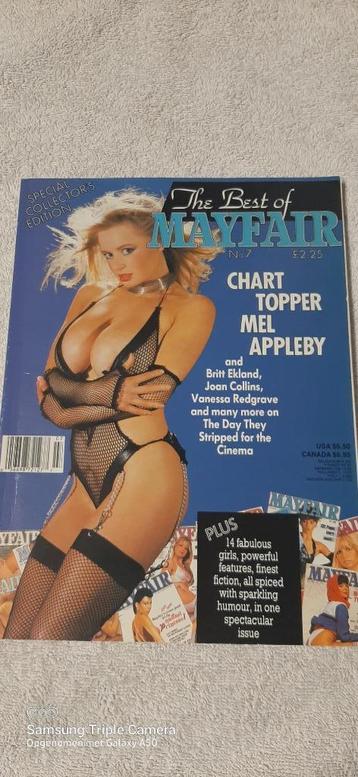 SPECIAL
COLLECTOR'S
EDITION
The Best of
MAYFAIR
No 7 £2.25
CHART
TOPPER
MEL
APPLEBY
and
Britt Ekland,
Joan Collins,
Vanessa Redgrave
and many more on
The Day They
Stripped for the
Cinema
USA $5.50
CANADA $6.95
MAYFAIR
PLUS
14 fabulous
girls, powerful
features, finest
fiction, all spiced
with sparkling
humour, in one
spectacular
issue
Samsung Triple Camera
Opgenomen met Galaxy A50